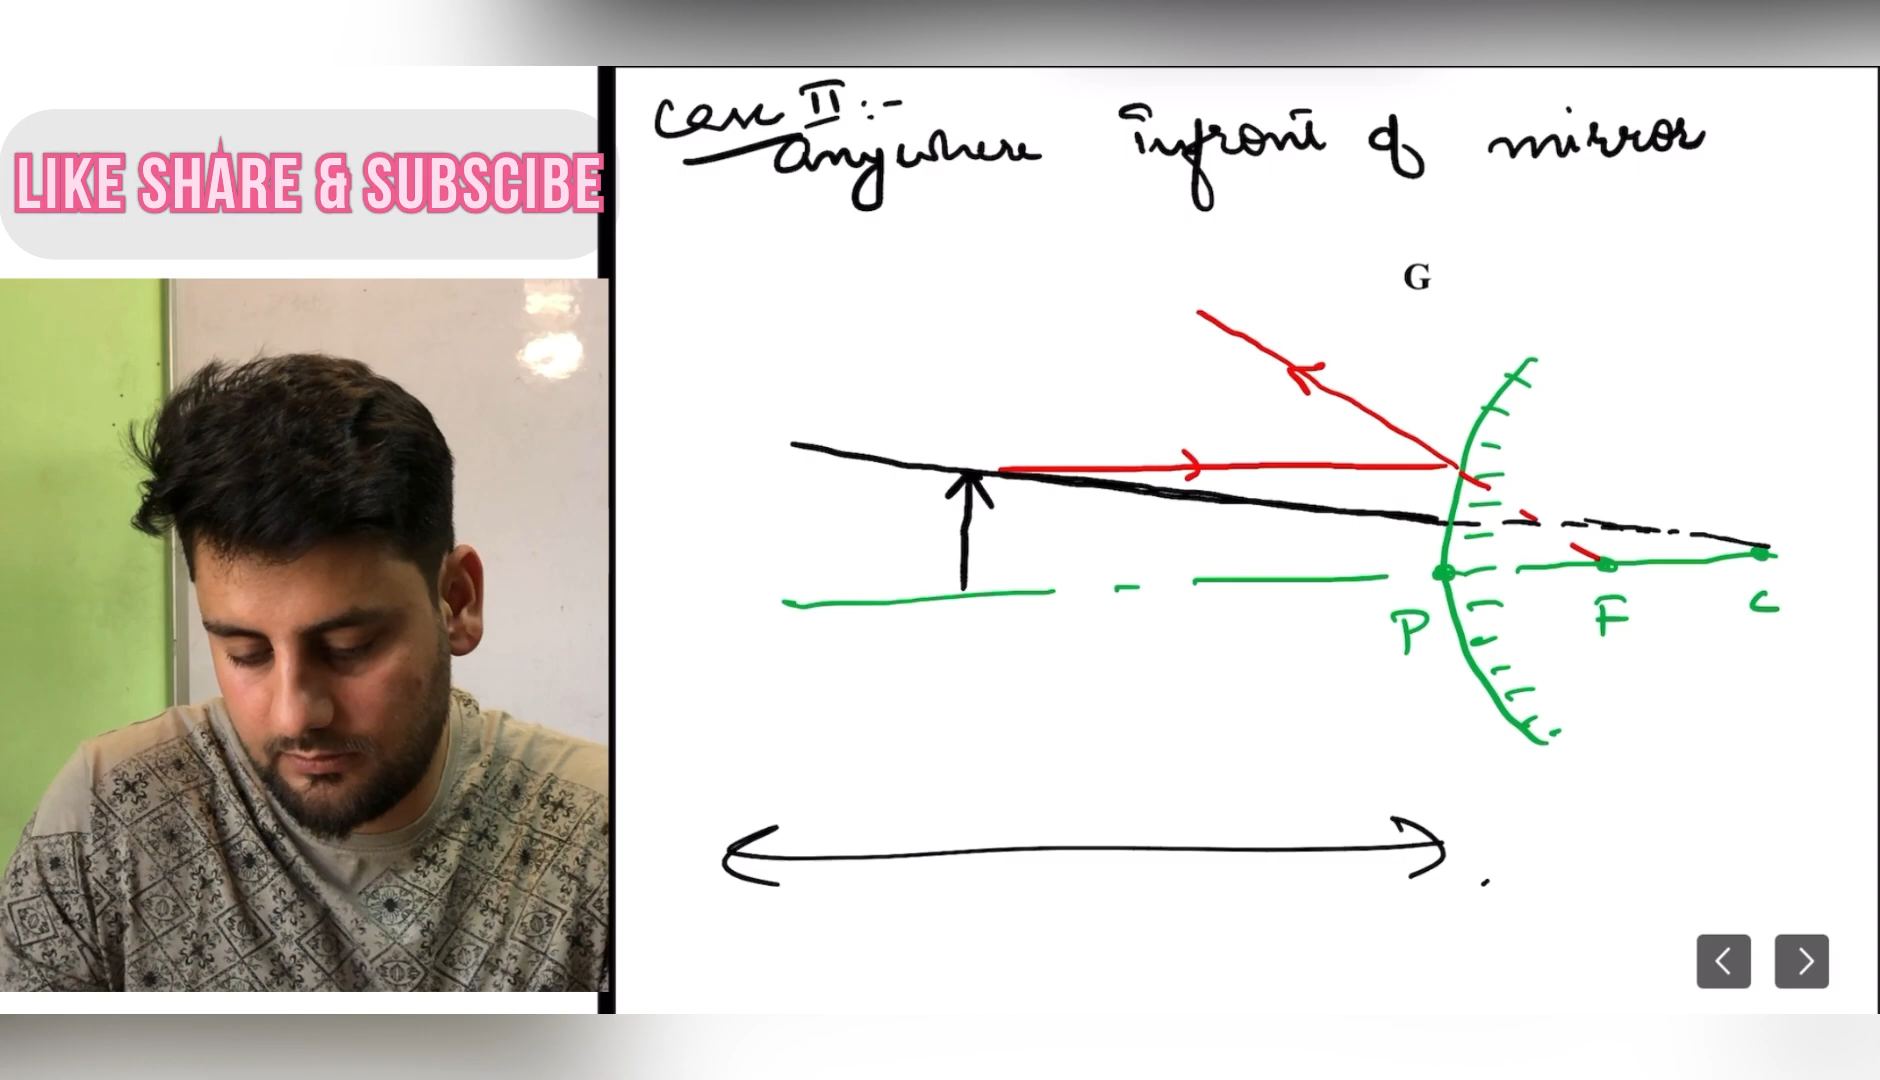 LIKE SHARE & SUBSCIBE
Case II :-
anywhere infront of mirror
G
P
F
C